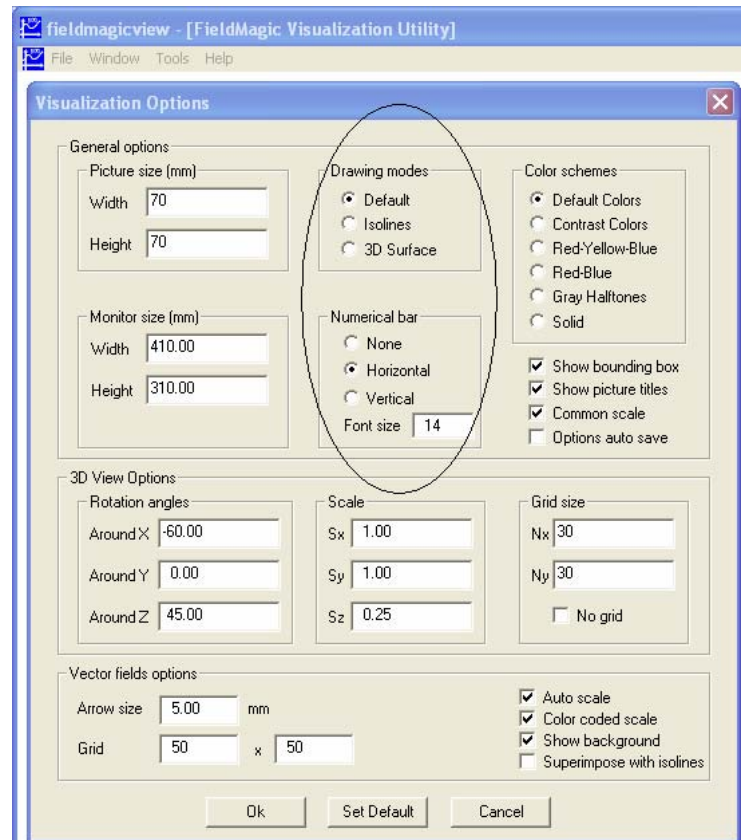 fieldmagicview - [FieldMagic Visualization Utility]
File Window Tools Help
Visualization Options
General options
Picture size (mm)
Width 70
Height 70
Drawing modes
Default
Isolines
3D Surface
Color schemes
Default Colors
Contrast Colors
Red-Yellow-Blue
Red-Blue
Gray Halftones
Solid
Monitor size (mm)
Width 410.00
Height 310.00
Numerical bar
None
Horizontal
Vertical
Font size 14
Show bounding box
Show picture titles
Common scale
Options auto save
3D View Options
Rotation angles
Around X -60.00
Around Y 0.00
Around Z 45.00
Scale
Sx 1.00
Sy 1.00
Sz 0.25
Grid size
Nx 30
Ny 30
No grid
Vector fields options
Arrow size 5.00 mm
Grid 50 x 50
Auto scale
Color coded scale
Show background
Superimpose with isolines
Ok Set Default Cancel